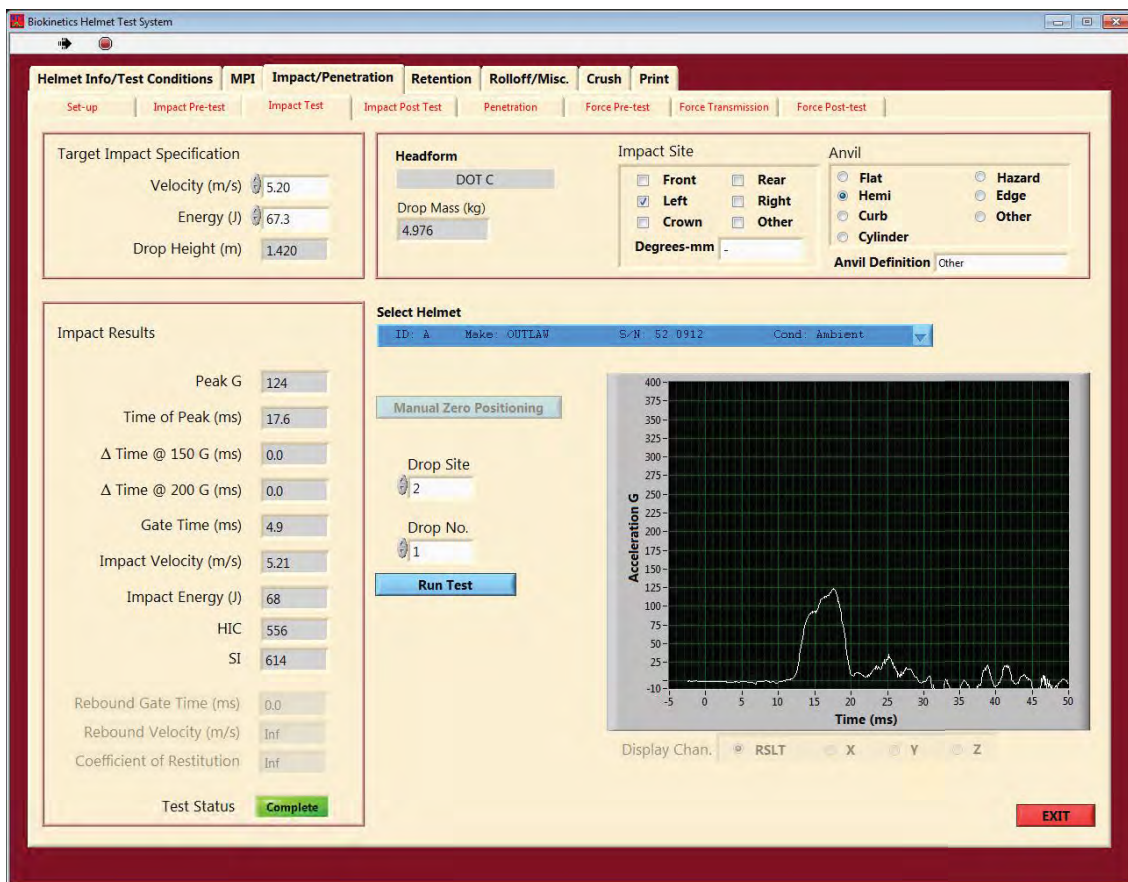 Biokinetics Helmet Test System
Helmet Info/Test Conditions MPI Impact/Penetration Retention Rolloff/Misc. Crush Print
Set-up Impact Pre-test Impact Test Impact Post Test Penetration Force Pre-test Force Transmission Force Post-test
Target Impact Specification
Velocity (m/s) 5.20
Energy (J) 67.3
Drop Height (m) 1.420
Headform
DOT C
Drop Mass (kg)
4.976
Impact Site
Front Rear
Left Right
Crown Other
Degrees-mm -
Anvil
Flat Hazard
Hemi Edge
Curb Other
Cylinder
Anvil Definition Other
Impact Results
Peak G 124
Time of Peak (ms) 17.6
Δ Time @ 150 G (ms) 0.0
Δ Time @ 200 G (ms) 0.0
Gate Time (ms) 4.9
Impact Velocity (m/s) 5.21
Impact Energy (J) 68
HIC 556
SI 614
Rebound Gate Time (ms) 0.0
Rebound Velocity (m/s) Inf
Coefficient of Restitution Inf
Test Status Complete
Select Helmet
ID: A Make: OUTLAW S/N 52 0912 Cond: Ambient
Manual Zero Positioning
Drop Site
2
Drop No.
1
Run Test
Acceleration G
400
375
350
325
300
275
250
225
200
175
150
125
100
75
50
25
-10
-5 0 5 10 15 20 25 30 35 40 45 50
Time (ms)
Display Chan. RSLT X Y Z
EXIT